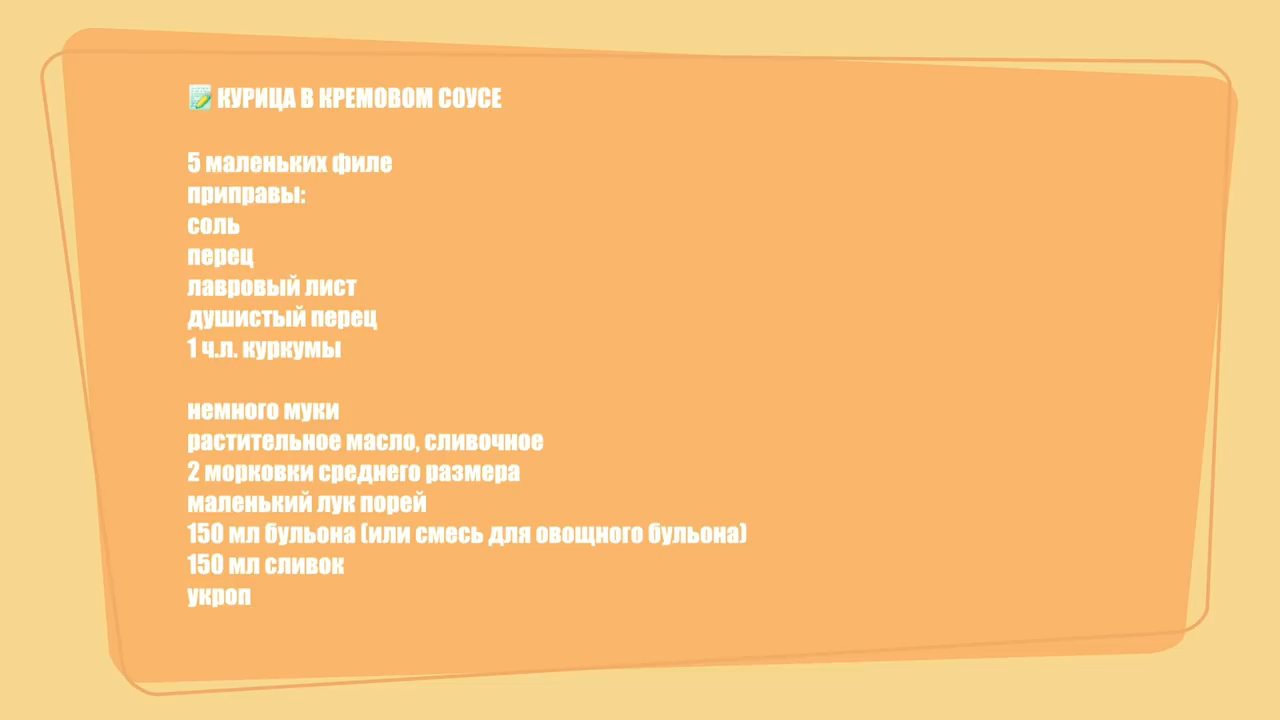 📝 КУРИЦА В КРЕМОВОМ СОУСЕ
5 маленьких филе
приправы:
соль
перец
лавровый лист
душистый перец
1 ч.л. куркумы
немного муки
растительное масло, сливочное
2 морковки среднего размера
маленький лук порей
150 мл бульона (или смесь для овощного бульона)
150 мл сливок
укроп